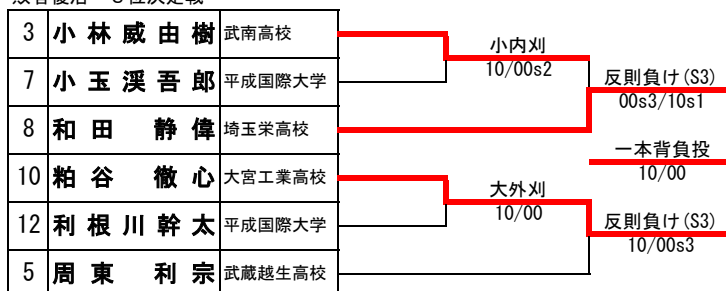 3 小林威由樹 武南高校
小内刈
10/00s2
7 小玉溪吾郎 平成国際大学
反則負け(S3)
00s3/10s1
8 和田 静偉 埼玉栄高校
一本背負投
10/00
10 粕谷 徹心 大宮工業高校
大外刈
10/00
12 利根川幹太 平成国際大学
反則負け(S3)
10/00s3
5 周東 利宗 武蔵越生高校